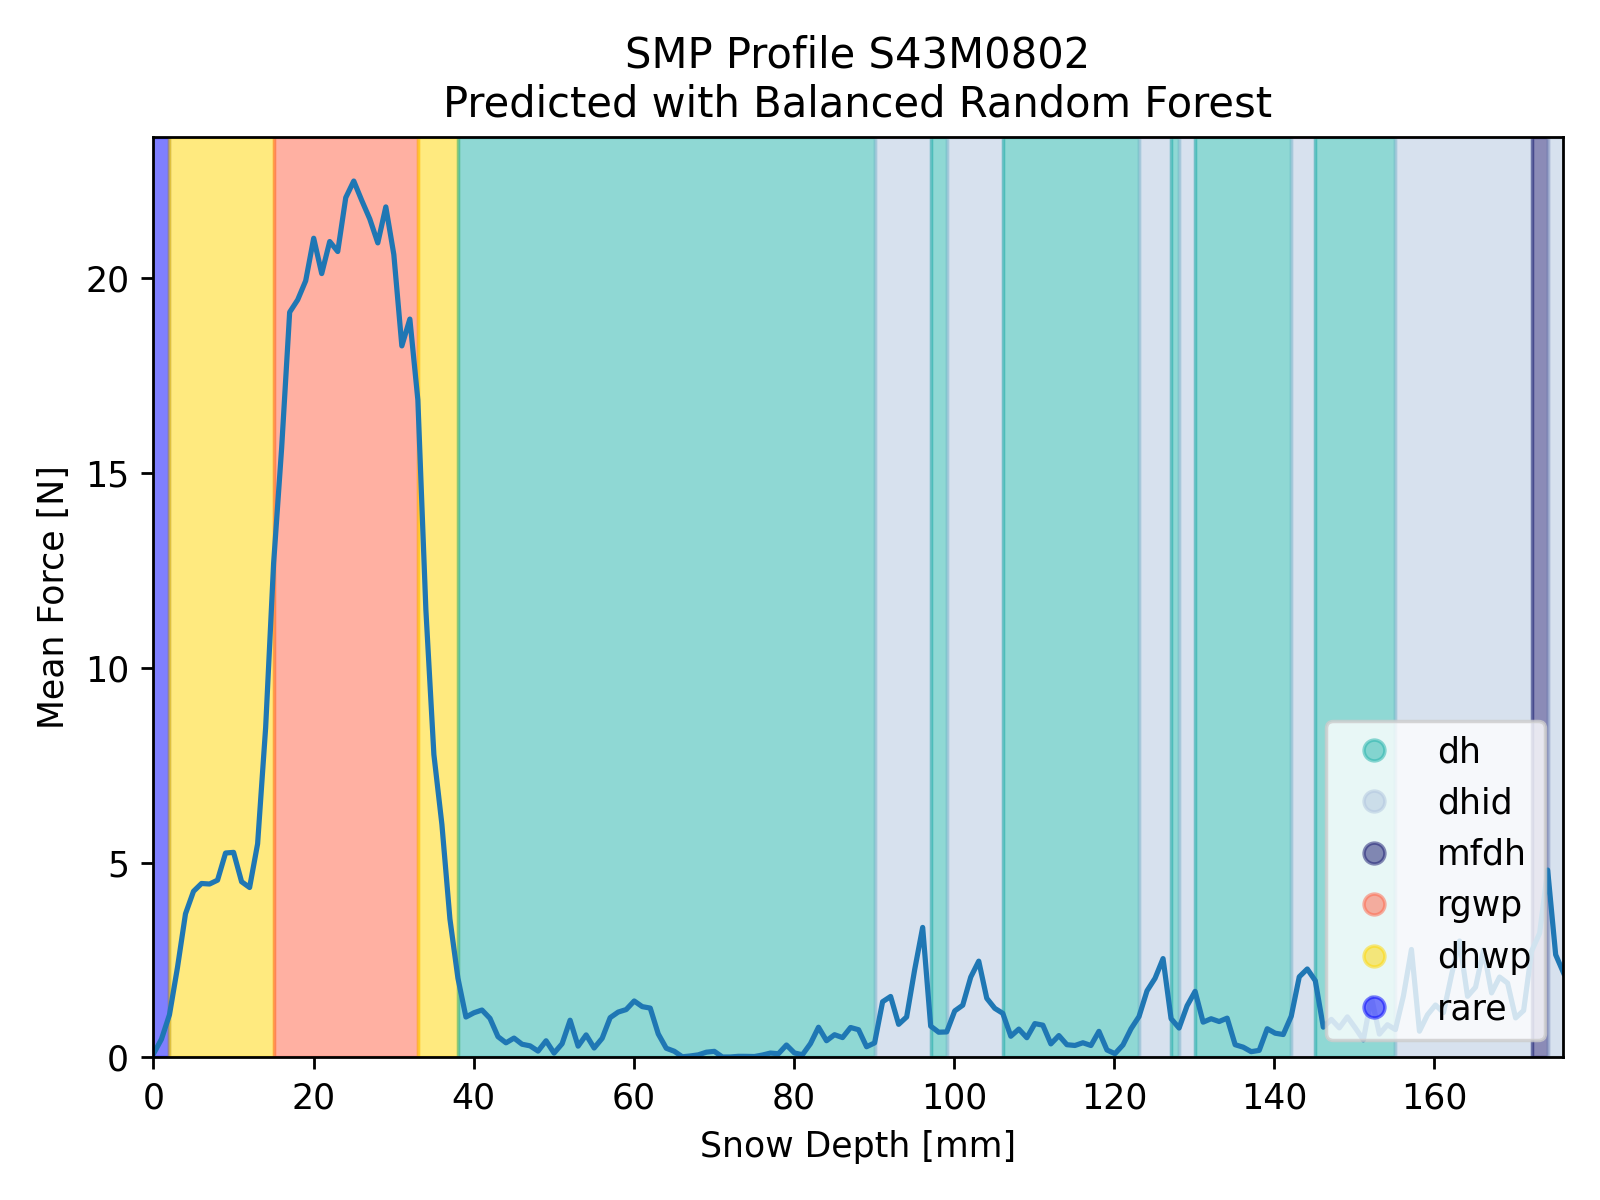 SMP Profile S43M0802
Predicted with Balanced Random Forest
Mean Force [N]
20
15
10
5
0
dh
dhid
mfdh
rgwp
dhwp
rare
0 20 40 60 80 100 120 140 160
Snow Depth [mm]